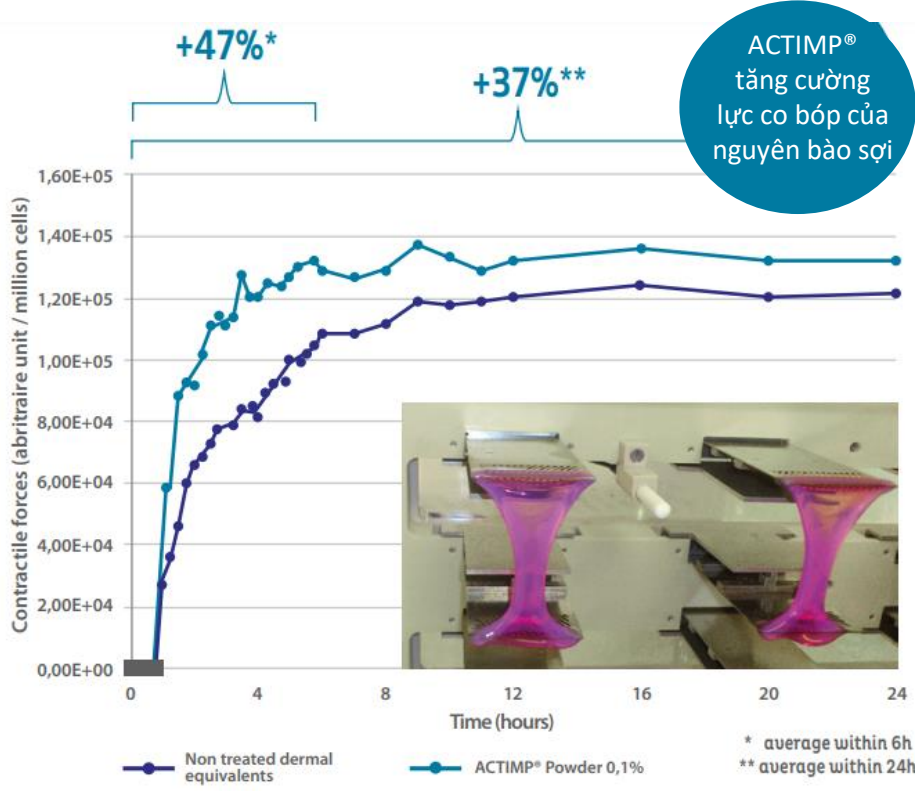 +47%*
+37%**
ACTIMP®
tăng cường
lực co bóp của
nguyên bào sợi
Contractile forces (abritraire unit / million cells)
1,60E+05
1,40E+05
1,20E+05
1,00E+05
8,00E+04
6,00E+04
4,00E+04
2,00E+04
0,00E+00
0 4 8 12 16 20 24
Time (hours)
Non treated dermal
equivalents
ACTIMP® Powder 0,1%
* average within 6h
** average within 24h